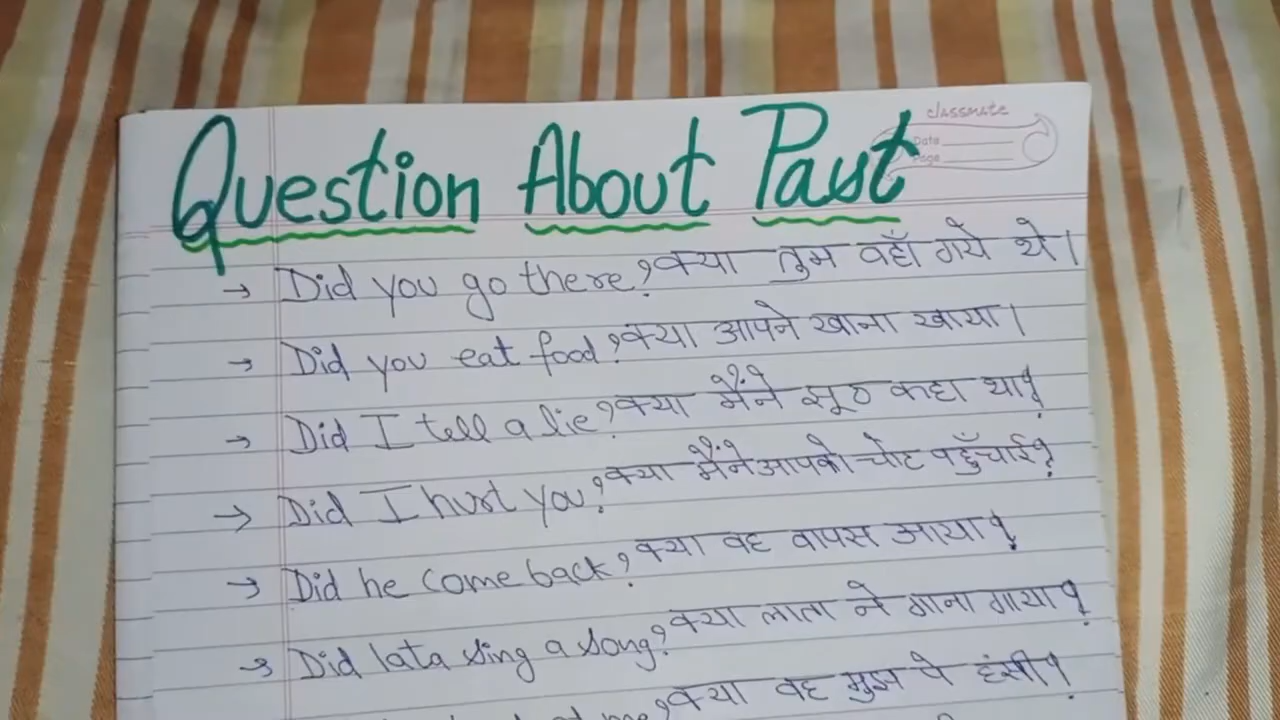 classmate
Date
Page
Question About Past
→ Did you go there? क्या तुम वहाँ गये थे।
→ Did you eat food? क्या आपने खाना खाया।
→ Did I tell a lie? क्या मैंने झूठ कहा था?
→ Did I hurt you? क्या मैंने आपको चोट पहुँचाई?
→ Did he come back? क्या वह वापस आया?
→ Did lata sing a song? क्या लाता ने गाना गाया?
me? क्या वह मुझ पे हंसी?